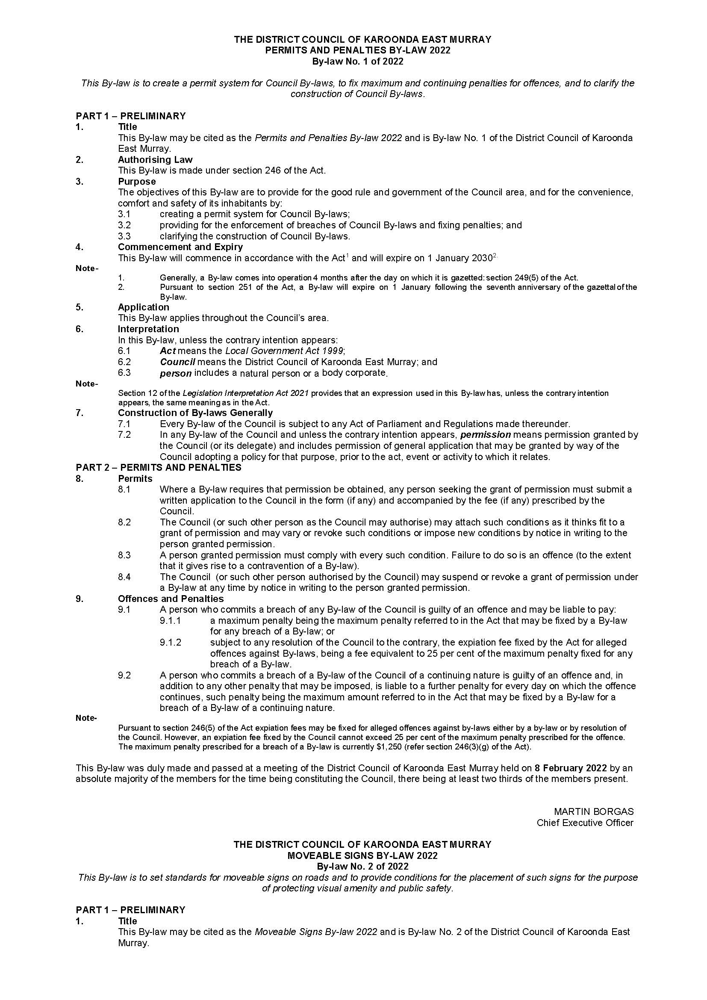 THE DISTRICT COUNCIL OF KAROONDA EAST MURRAY
PERMITS AND PENALTIES BY-LAW 2022
By-law No. 1 of 2022
This By-law is to create a permit system for Council By-laws, to fix maximum and continuing penalties for offences, and to clarify the
construction of Council By-laws.
PART 1 – PRELIMINARY
1. Title
This By-law may be cited as the Permits and Penalties By-law 2022 and is By-law No. 1 of the District Council of Karoonda
East Murray.
2. Authorising Law
This By-law is made under section 246 of the Act.
3. Purpose
The objectives of this By-law are to provide for the good rule and government of the Council area, and for the convenience,
comfort and safety of its inhabitants by:
3.1 creating a permit system for Council By-laws;
3.2 providing for the enforcement of breaches of Council By-laws and fixing penalties; and
3.3 clarifying the construction of Council By-laws.
4. Commencement and Expiry
This By-law will commence in accordance with the Act1 and will expire on 1 January 20302.
Note-
1. Generally, a By-law comes into operation 4 months after the day on which it is gazetted: section 249(5) of the Act.
2. Pursuant to section 251 of the Act, a By-law will expire on 1 January following the seventh anniversary of the gazettal of the
By-law.
5. Application
This By-law applies throughout the Council's area.
6. Interpretation
In this By-law, unless the contrary intention appears:
6.1 Act means the Local Government Act 1999;
6.2 Council means the District Council of Karoonda East Murray; and
6.3 person includes a natural person or a body corporate.
Note-
Section 12 of the Legislation Interpretation Act 2021 provides that an expression used in this By-law has, unless the contrary intention
appears, the same meaning as in the Act.
7. Construction of By-laws Generally
7.1 Every By-law of the Council is subject to any Act of Parliament and Regulations made thereunder.
7.2 In any By-law of the Council and unless the contrary intention appears, permission means permission granted by
the Council (or its delegate) and includes permission of general application that may be granted by way of the
Council adopting a policy for that purpose, prior to the act, event or activity to which it relates.
PART 2 – PERMITS AND PENALTIES
8. Permits
8.1 Where a By-law requires that permission be obtained, any person seeking the grant of permission must submit a
written application to the Council in the form (if any) and accompanied by the fee (if any) prescribed by the
Council.
8.2 The Council (or such other person as the Council may authorise) may attach such conditions as it thinks fit to a
grant of permission and may vary or revoke such conditions or impose new conditions by notice in writing to the
person granted permission.
8.3 A person granted permission must comply with every such condition. Failure to do so is an offence (to the extent
that it gives rise to a contravention of a By-law).
8.4 The Council (or such other person authorised by the Council) may suspend or revoke a grant of permission under
a By-law at any time by notice in writing to the person granted permission.
9. Offences and Penalties
9.1 A person who commits a breach of any By-law of the Council is guilty of an offence and may be liable to pay:
9.1.1 a maximum penalty being the maximum penalty referred to in the Act that may be fixed by a By-law
for any breach of a By-law; or
9.1.2 subject to any resolution of the Council to the contrary, the expiation fee fixed by the Act for alleged
offences against By-laws, being a fee equivalent to 25 per cent of the maximum penalty fixed for any
breach of a By-law.
9.2 A person who commits a breach of a By-law of the Council of a continuing nature is guilty of an offence and, in
addition to any other penalty that may be imposed, is liable to a further penalty for every day on which the offence
continues, such penalty being the maximum amount referred to in the Act that may be fixed by a By-law for a
breach of a By-law of a continuing nature.
Note-
Pursuant to section 246(5) of the Act expiation fees may be fixed for alleged offences against by-laws either by a by-law or by resolution of
the Council. However, an expiation fee fixed by the Council cannot exceed 25 per cent of the maximum penalty prescribed for the offence.
The maximum penalty prescribed for a breach of a By-law is currently $1,250 (refer section 246(3)(g) of the Act).
This By-law was duly made and passed at a meeting of the District Council of Karoonda East Murray held on 8 February 2022 by an
absolute majority of the members for the time being constituting the Council, there being at least two thirds of the members present.
MARTIN BORGAS
Chief Executive Officer
THE DISTRICT COUNCIL OF KAROONDA EAST MURRAY
MOVEABLE SIGNS BY-LAW 2022
By-law No. 2 of 2022
This By-law is to set standards for moveable signs on roads and to provide conditions for the placement of such signs for the purpose
of protecting visual amenity and public safety.
PART 1 – PRELIMINARY
1. Title
This By-law may be cited as the Moveable Signs By-law 2022 and is By-law No. 2 of the District Council of Karoonda East
Murray.